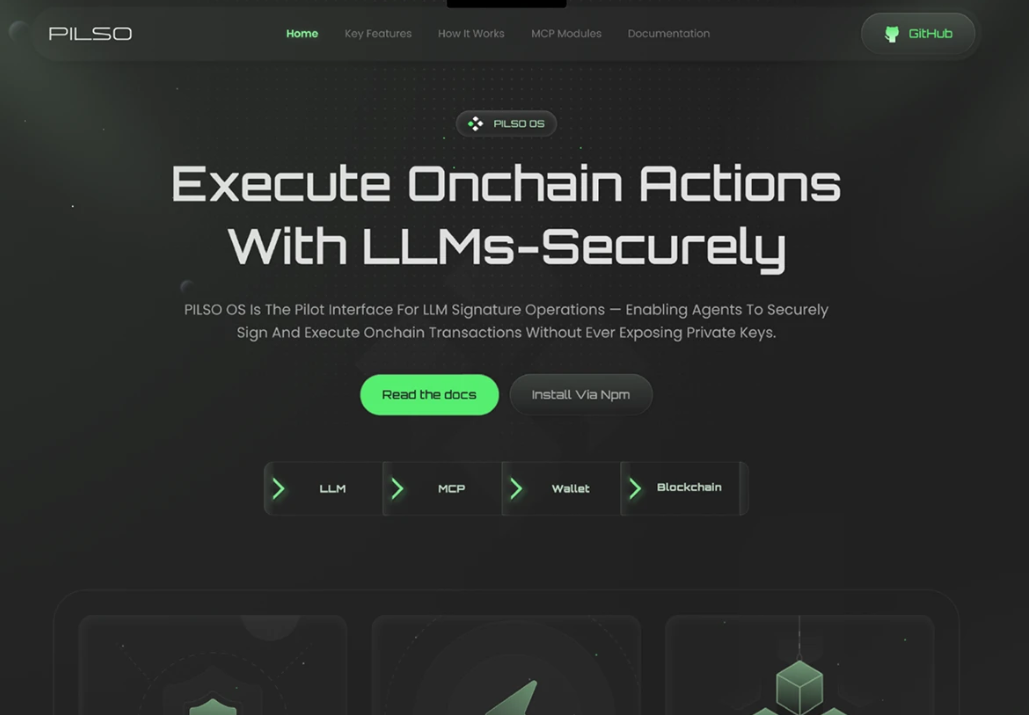 PILSO
Home
Key Features
How It Works
MCP Modules
Documentation
GitHub
PILSO OS
Execute Onchain Actions
With LLMs-Securely
PILSO OS Is The Pilot Interface For LLM Signature Operations — Enabling Agents To Securely
Sign And Execute Onchain Transactions Without Ever Exposing Private Keys.
Read the docs
Install Via Npm
LLM
MCP
Wallet
Blockchain